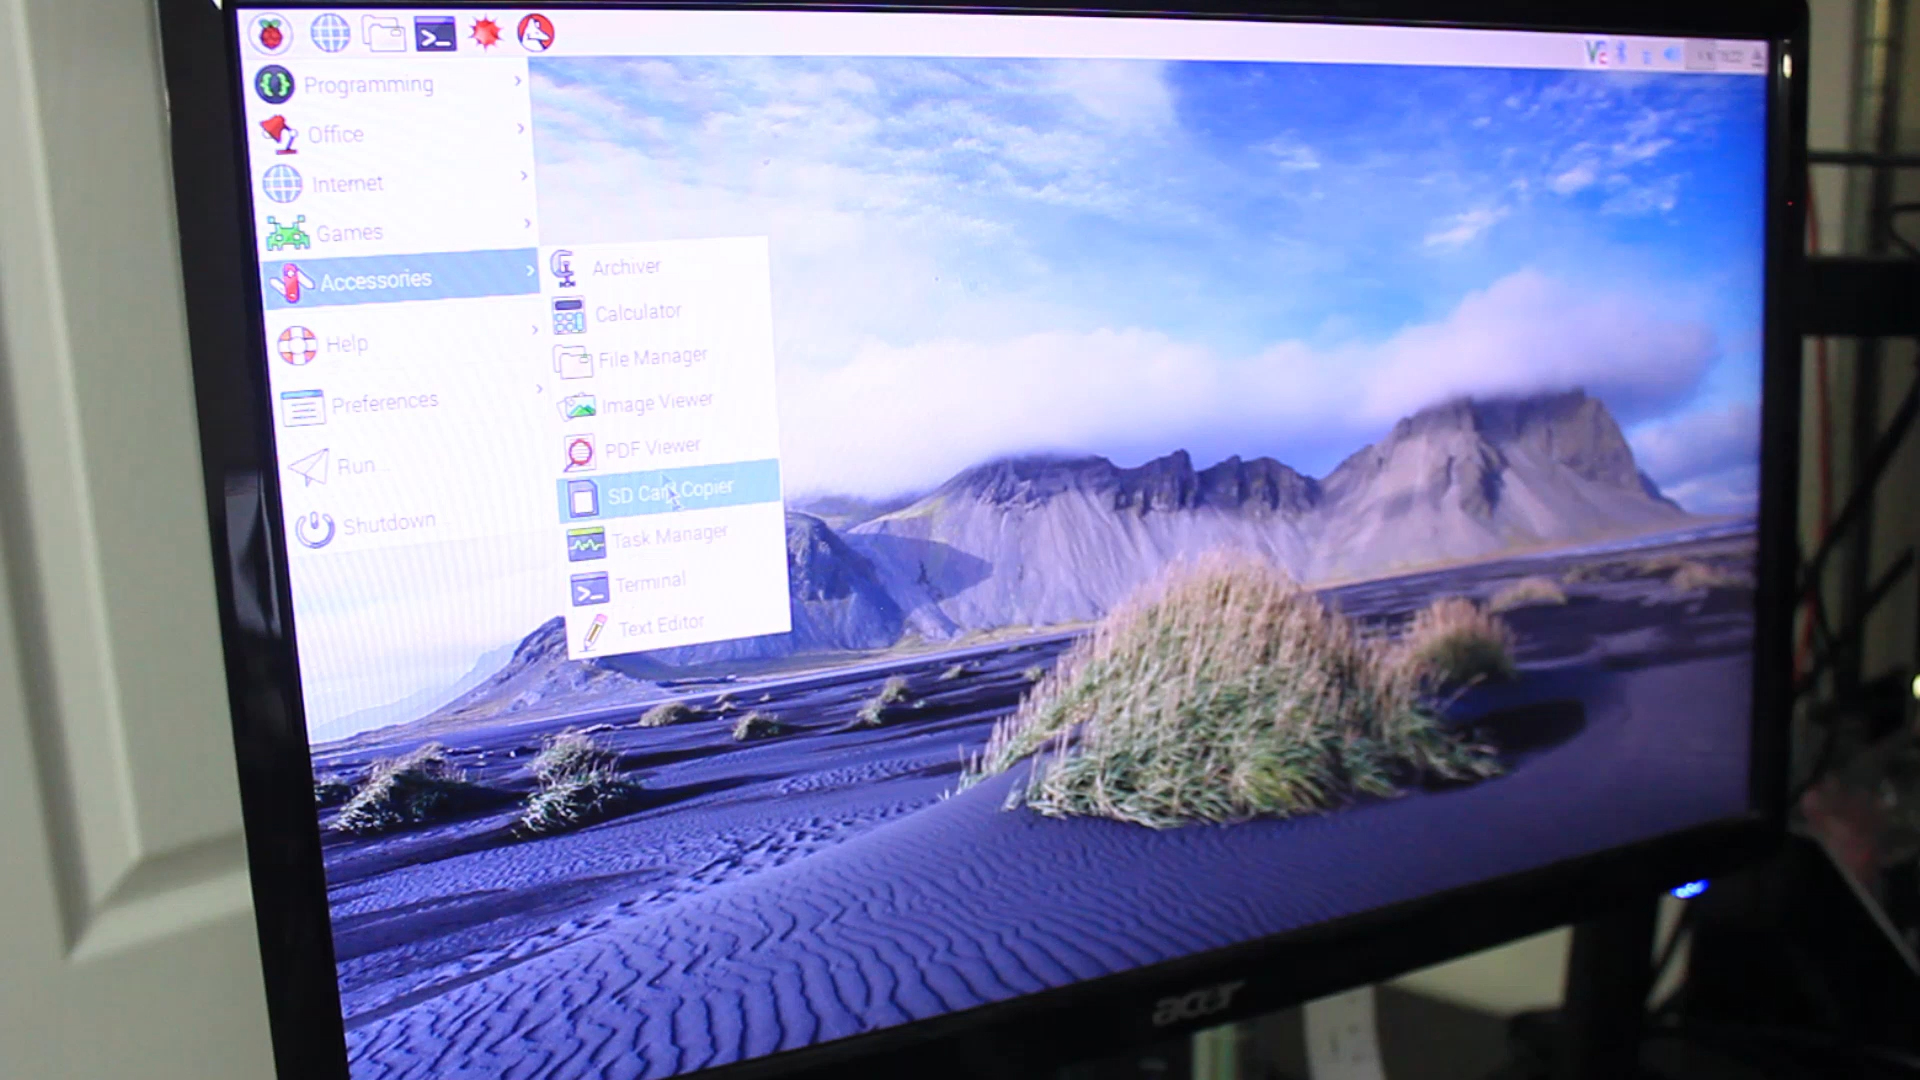 Programming
Office
Internet
Games
Accessories
Help
Preferences
Run...
Shutdown
Archiver
Calculator
File Manager
Image Viewer
PDF Viewer
SD Card Copier
Task Manager
Terminal
Text Editor
acer